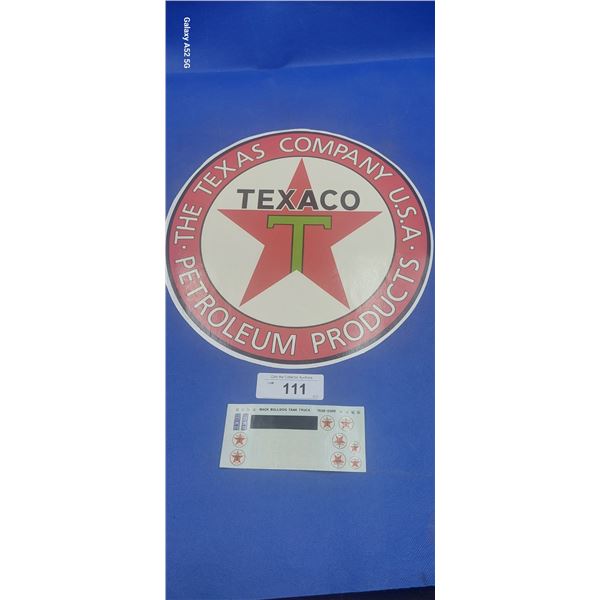 Galaxy A52 5G
THE TEXAS COMPANY U.S.A.
TEXACO
T
PETROLEUM PRODUCTS
111
MACK BULLDOG TANK TRUCK